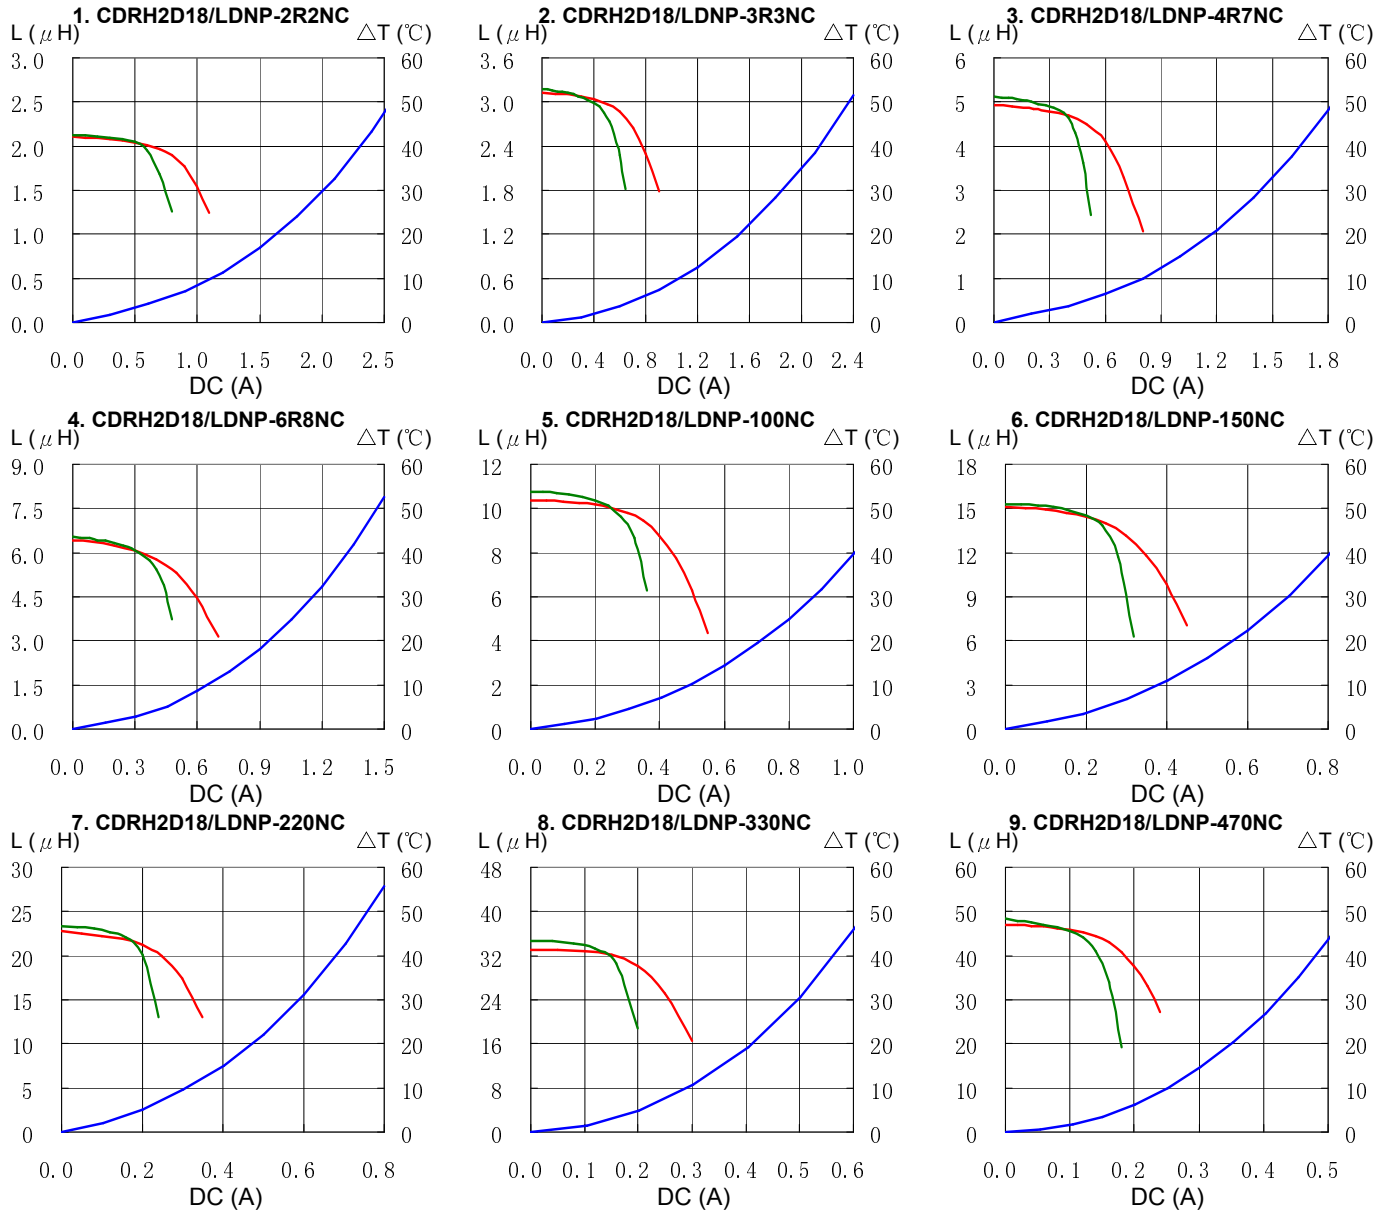 1. CDRH2D18/LDNP-2R2NC
L (μH) △T (℃)
3.0 60
2.5 50
2.0 40
1.5 30
1.0 20
0.5 10
0.0 0
0.0 0.5 1.0 1.5 2.0 2.5
DC (A)
2. CDRH2D18/LDNP-3R3NC
L (μH) △T (℃)
3.6 60
3.0 50
2.4 40
1.8 30
1.2 20
0.6 10
0.0 0
0.0 0.4 0.8 1.2 1.6 2.0 2.4
DC (A)
3. CDRH2D18/LDNP-4R7NC
L (μH) △T (℃)
6 60
5 50
4 40
3 30
2 20
1 10
0 0
0.0 0.3 0.6 0.9 1.2 1.5 1.8
DC (A)
4. CDRH2D18/LDNP-6R8NC
L (μH) △T (℃)
9.0 60
7.5 50
6.0 40
4.5 30
3.0 20
1.5 10
0.0 0
0.0 0.3 0.6 0.9 1.2 1.5
DC (A)
5. CDRH2D18/LDNP-100NC
L (μH) △T (℃)
12 60
10 50
8 40
6 30
4 20
2 10
0 0
0.0 0.2 0.4 0.6 0.8 1.0
DC (A)
6. CDRH2D18/LDNP-150NC
L (μH) △T (℃)
18 60
15 50
12 40
9 30
6 20
3 10
0 0
0.0 0.2 0.4 0.6 0.8
DC (A)
7. CDRH2D18/LDNP-220NC
L (μH) △T (℃)
30 60
25 50
20 40
15 30
10 20
5 10
0 0
0.0 0.2 0.4 0.6 0.8
DC (A)
8. CDRH2D18/LDNP-330NC
L (μH) △T (℃)
48 60
40 50
32 40
24 30
16 20
8 10
0 0
0.0 0.1 0.2 0.3 0.4 0.5 0.6
DC (A)
9. CDRH2D18/LDNP-470NC
L (μH) △T (℃)
60 60
50 50
40 40
30 30
20 20
10 10
0 0
0.0 0.1 0.2 0.3 0.4 0.5
DC (A)